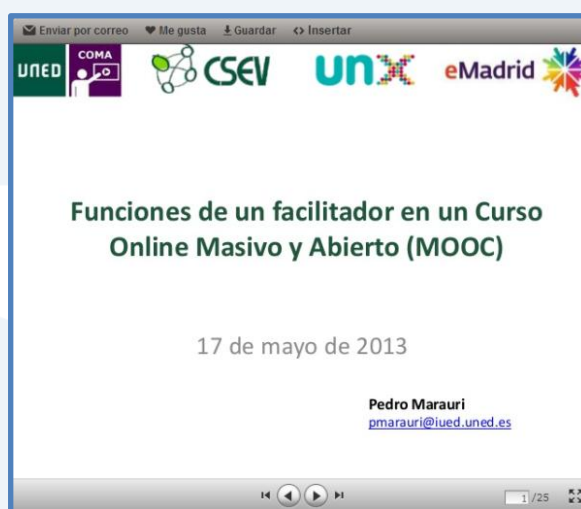 Enviar por correo Me gusta Guardar Insertar
UNED COMA CSEV unx eMadrid
Funciones de un facilitador en un Curso
Online Masivo y Abierto (MOOC)
17 de mayo de 2013
Pedro Marauri
pmarauri@iued.uned.es
1 /25